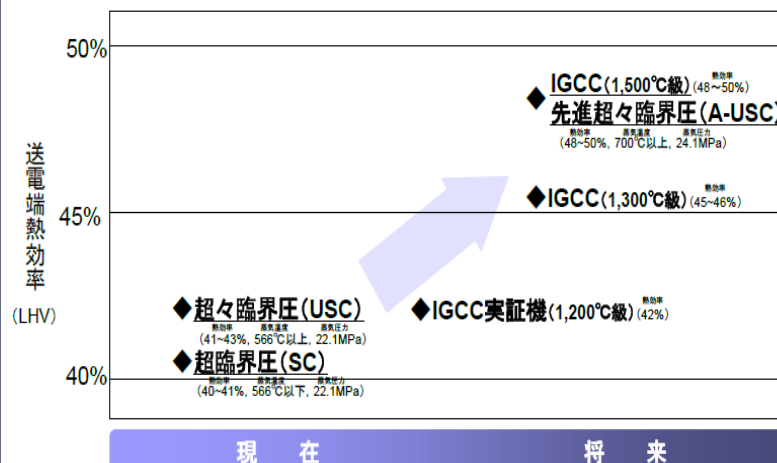 50%
熱効率
IGCC(1,500℃級)(48~50%)
先進超々臨界圧(A-USC)
熱効率 蒸気温度 蒸気圧力
(48~50%, 700℃以上, 24.1MPa)
送電端熱効率
(LHV)
45%
熱効率
IGCC(1,300℃級)(45~46%)
超々臨界圧(USC)
熱効率 蒸気温度 蒸気圧力
(41~43%, 566℃以上, 22.1MPa)
熱効率
IGCC実証機(1,200℃級)(42%)
超臨界圧(SC)
熱効率 蒸気温度 蒸気圧力
(40~41%, 566℃以下, 22.1MPa)
40%
現在
将来